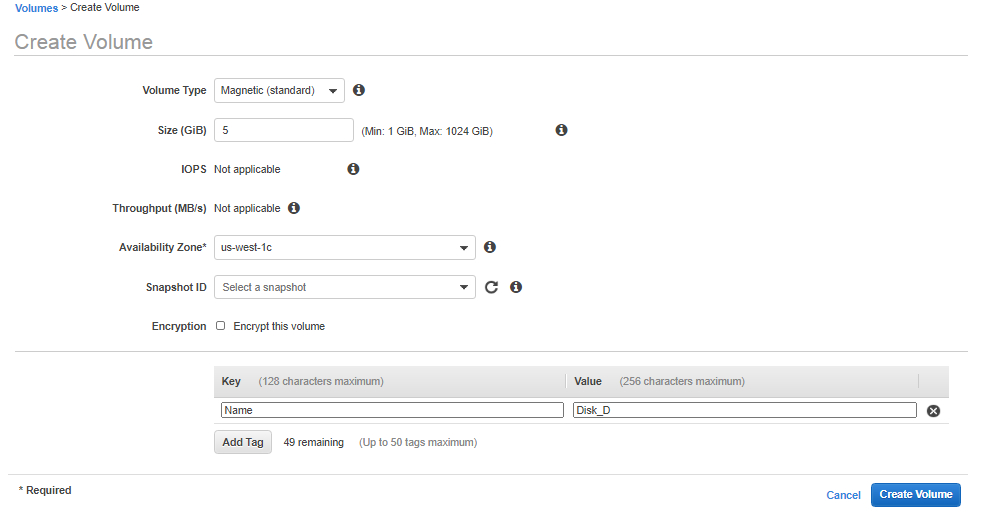 Volumes > Create Volume
Create Volume
Volume Type Magnetic (standard)
Size (GiB) 5 (Min: 1 GiB, Max: 1024 GiB)
IOPS Not applicable
Throughput (MB/s) Not applicable
Availability Zone* us-west-1c
Snapshot ID Select a snapshot
Encryption Encrypt this volume
Key (128 characters maximum) Value (256 characters maximum)
Name Disk_D
Add Tag 49 remaining (Up to 50 tags maximum)
* Required Cancel Create Volume